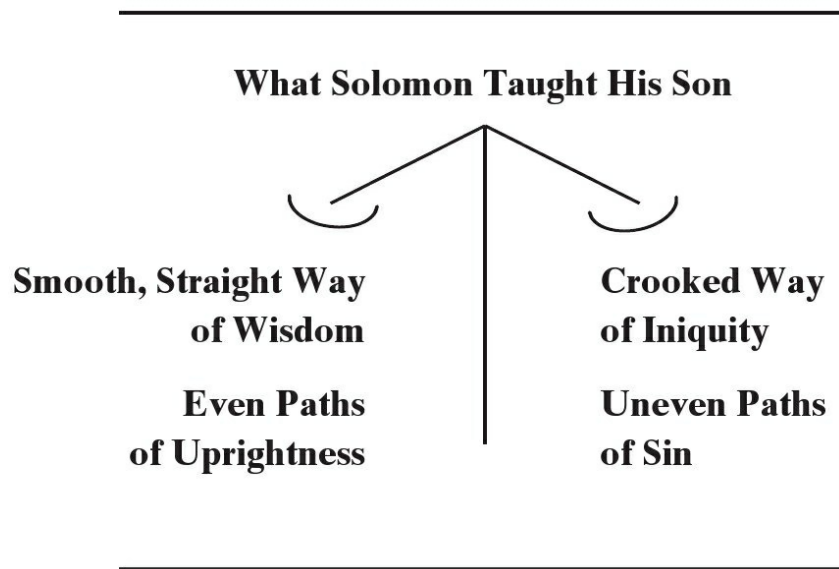 What Solomon Taught His Son
Smooth, Straight Way
of Wisdom
Even Paths
of Uprightness
Crooked Way
of Iniquity
Uneven Paths
of Sin